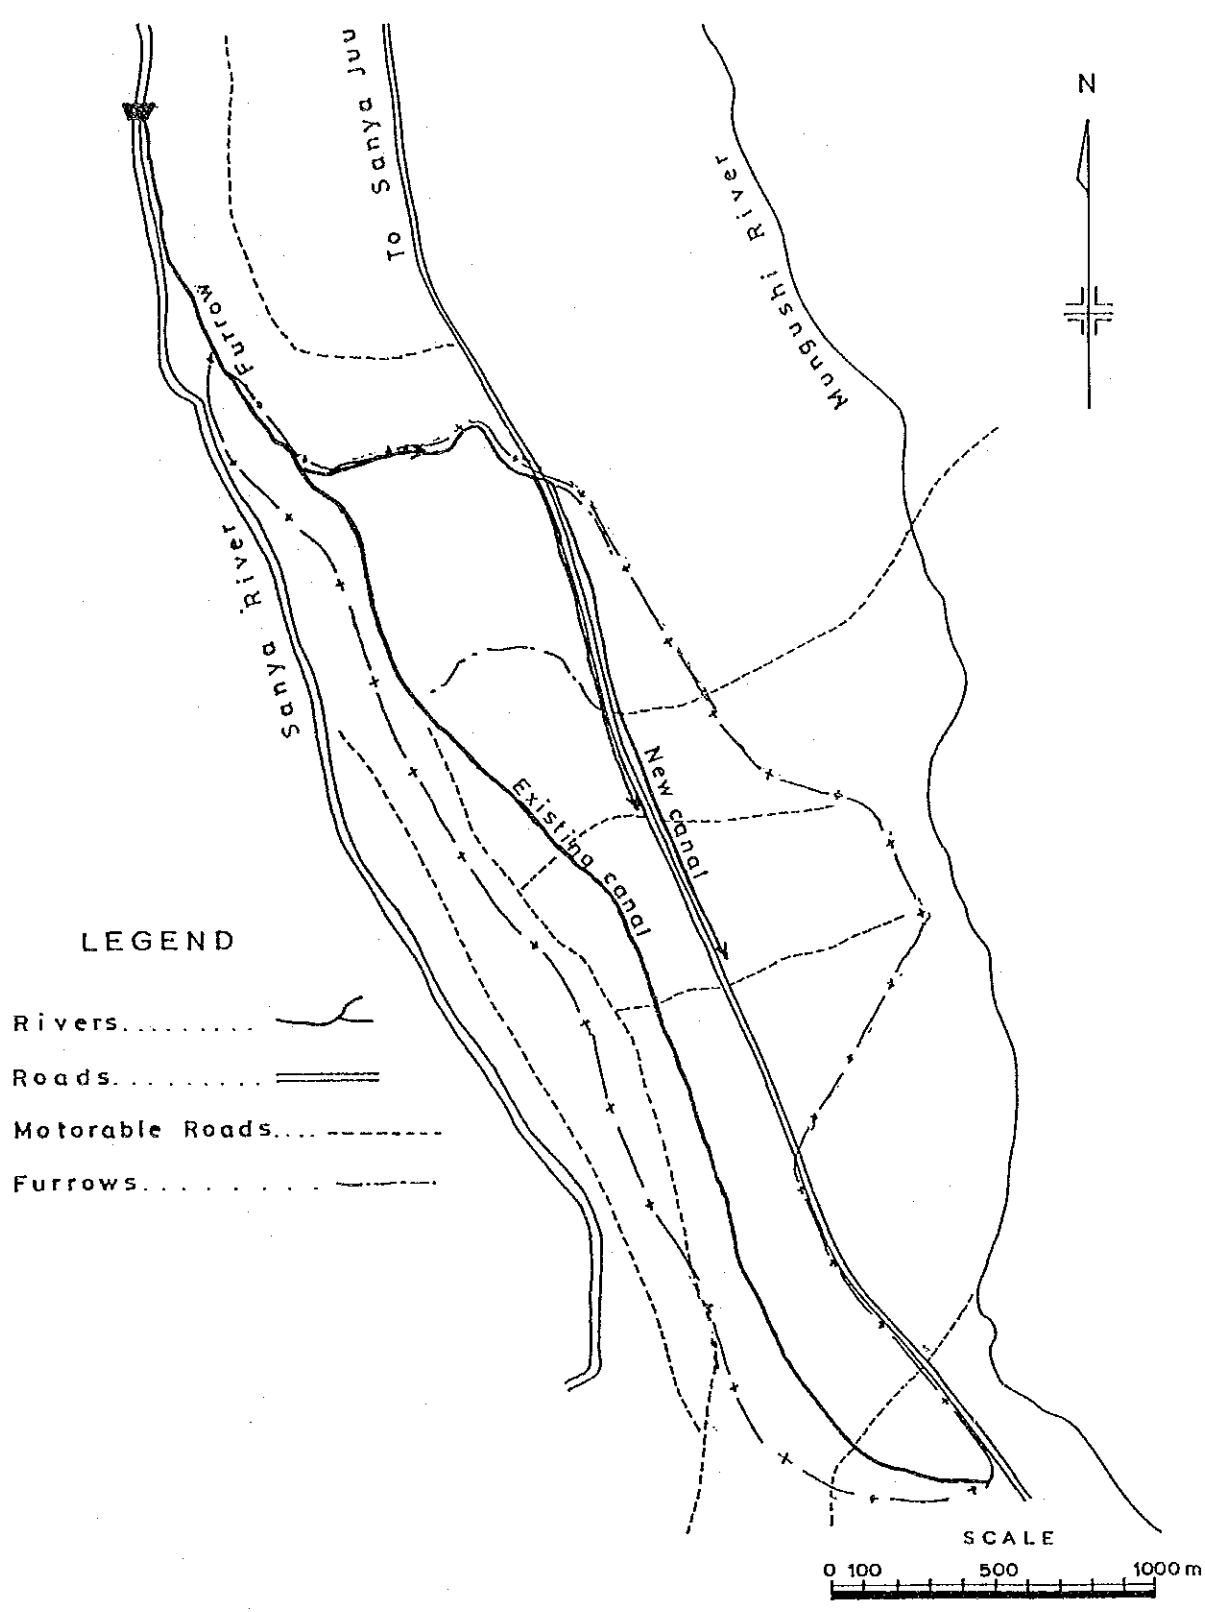 N
To Sanya Juu
Mungushi River
Furrow
Sanya River
New canal
Existing canal
LEGEND
Rivers.........
Roads..........
Motorable Roads....
Furrows........
SCALE
0 100 500 1000 m